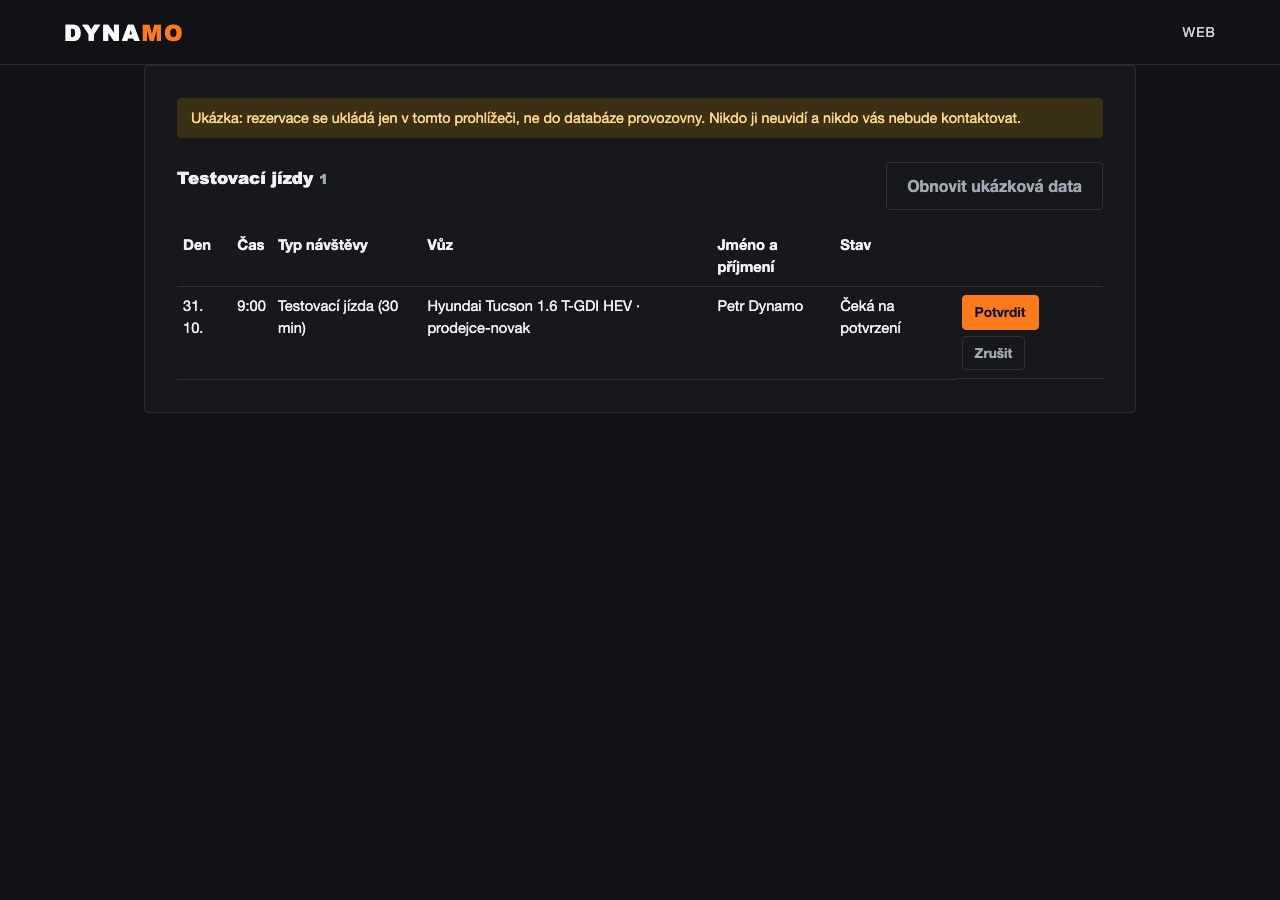 DYNAMO
WEB
Ukázka: rezervace se ukládá jen v tomto prohlížeči, ne do databáze provozovny. Nikdo ji neuvidí a nikdo vás nebude kontaktovat.
Testovací jízdy 1
Obnovit ukázková data
Den Čas Typ návštěvy Vůz Jméno a příjmení Stav
31. 10. 9:00 Testovací jízda (30 min) Hyundai Tucson 1.6 T-GDI HEV · prodejce-novak Petr Dynamo Čeká na potvrzení
Potvrdit
Zrušit